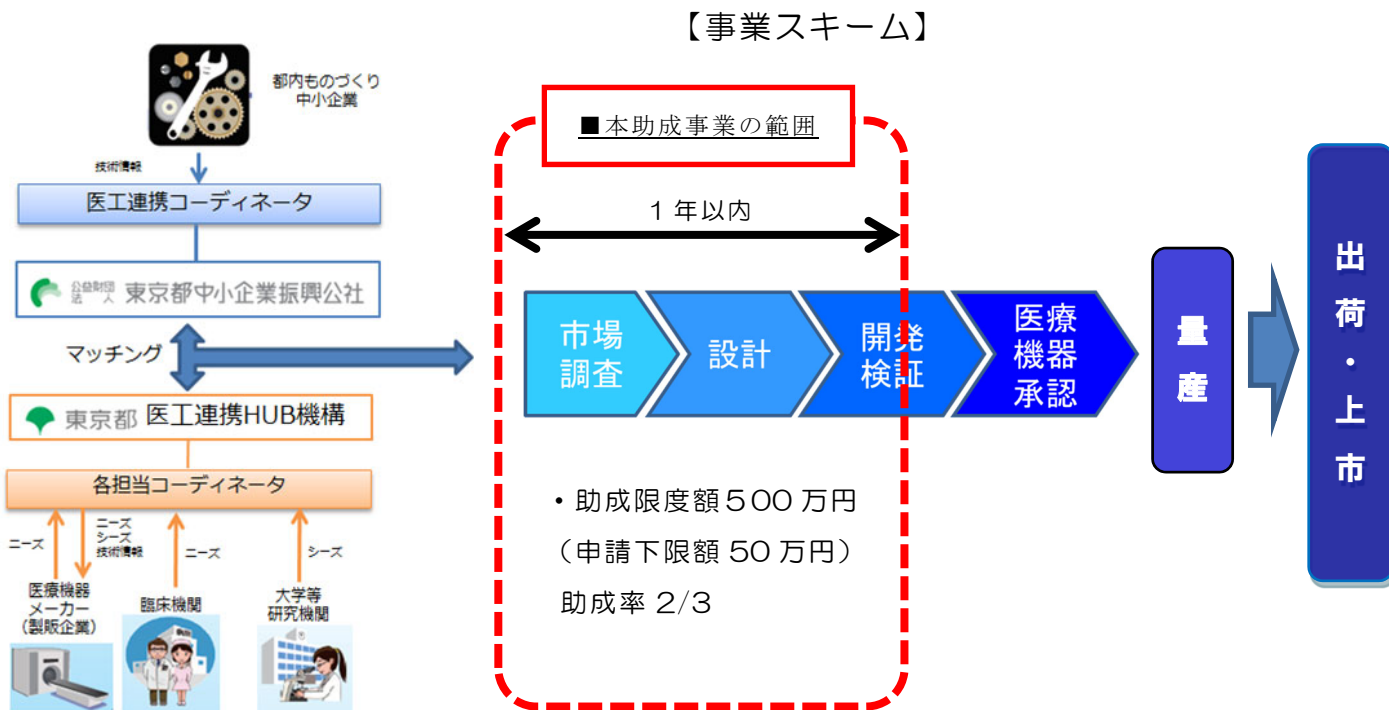 【事業スキーム】
都内ものづくり
中小企業
技術情報
医工連携コーディネータ
公益財団
法 人
東京都中小企業振興公社
マッチング
東京都 医工連携HUB機構
各担当コーディネータ
ニーズ
ニーズ
シーズ
技術情報
ニーズ
シーズ
医療機器
メーカー
(製販企業)
臨床機関
大学等
研究機関
■本助成事業の範囲
1年以内
市場
調査
設計
開発
検証
医療
機器
承認
・助成限度額500万円
(申請下限額50万円)
助成率 2/3
量産
出荷・上市